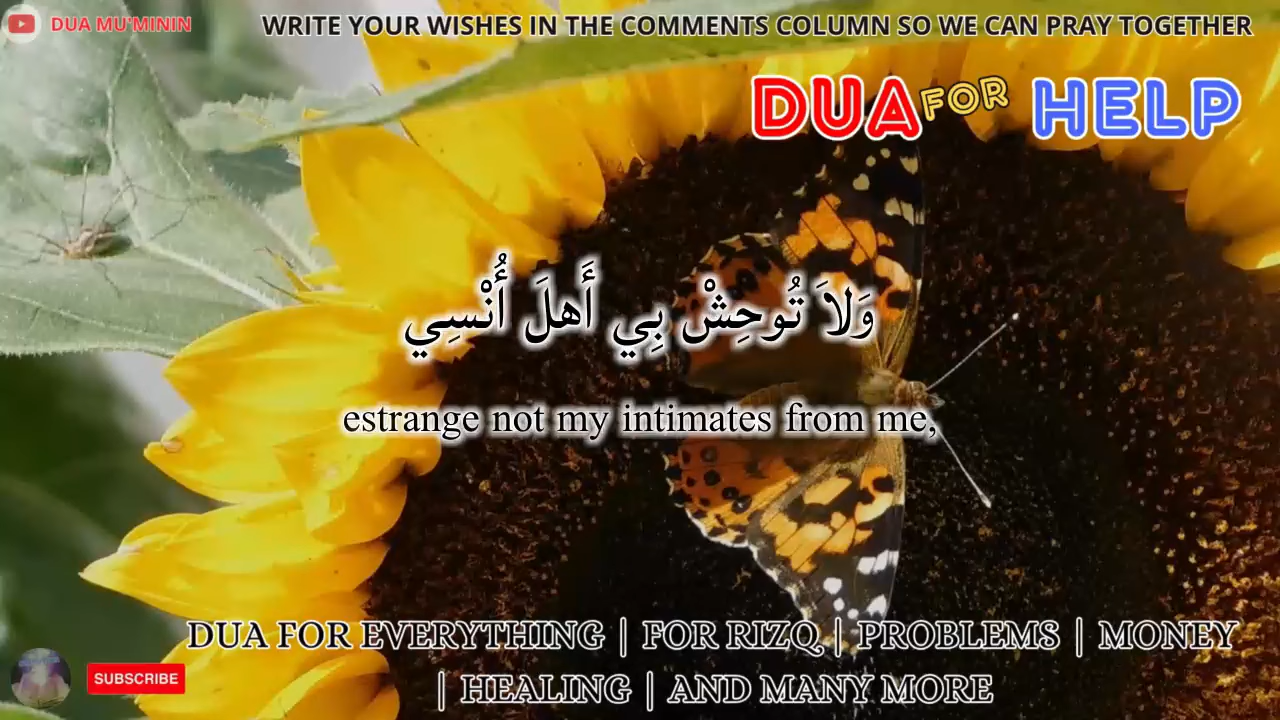 DUA MU'MININ
WRITE YOUR WISHES IN THE COMMENTS COLUMN SO WE CAN PRAY TOGETHER
DUA FOR HELP
وَلاَ تُوحِشْ بِي أَهلَ أُنْسِي
estrange not my intimates from me,
DUA FOR EVERYTHING | FOR RIZQ | PROBLEMS | MONEY
| HEALING | AND MANY MORE
SUBSCRIBE